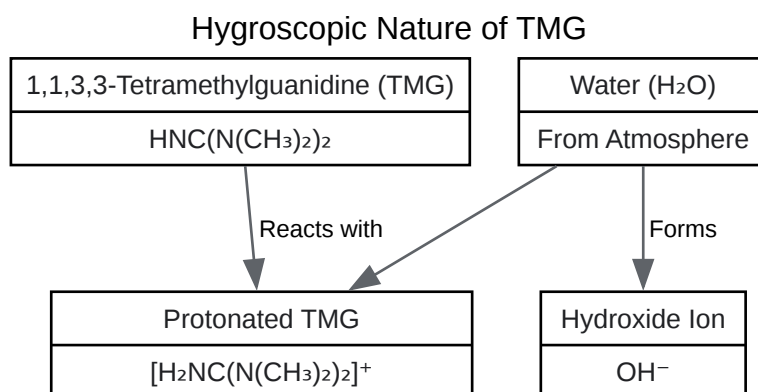 Hygroscopic Nature of TMG
1,1,3,3-Tetramethylguanidine (TMG)
HNC(N(CH₃)₂)₂
Water (H₂O)
From Atmosphere
Reacts with
Forms
Protonated TMG
[H₂NC(N(CH₃)₂)₂]⁺
Hydroxide Ion
OH⁻